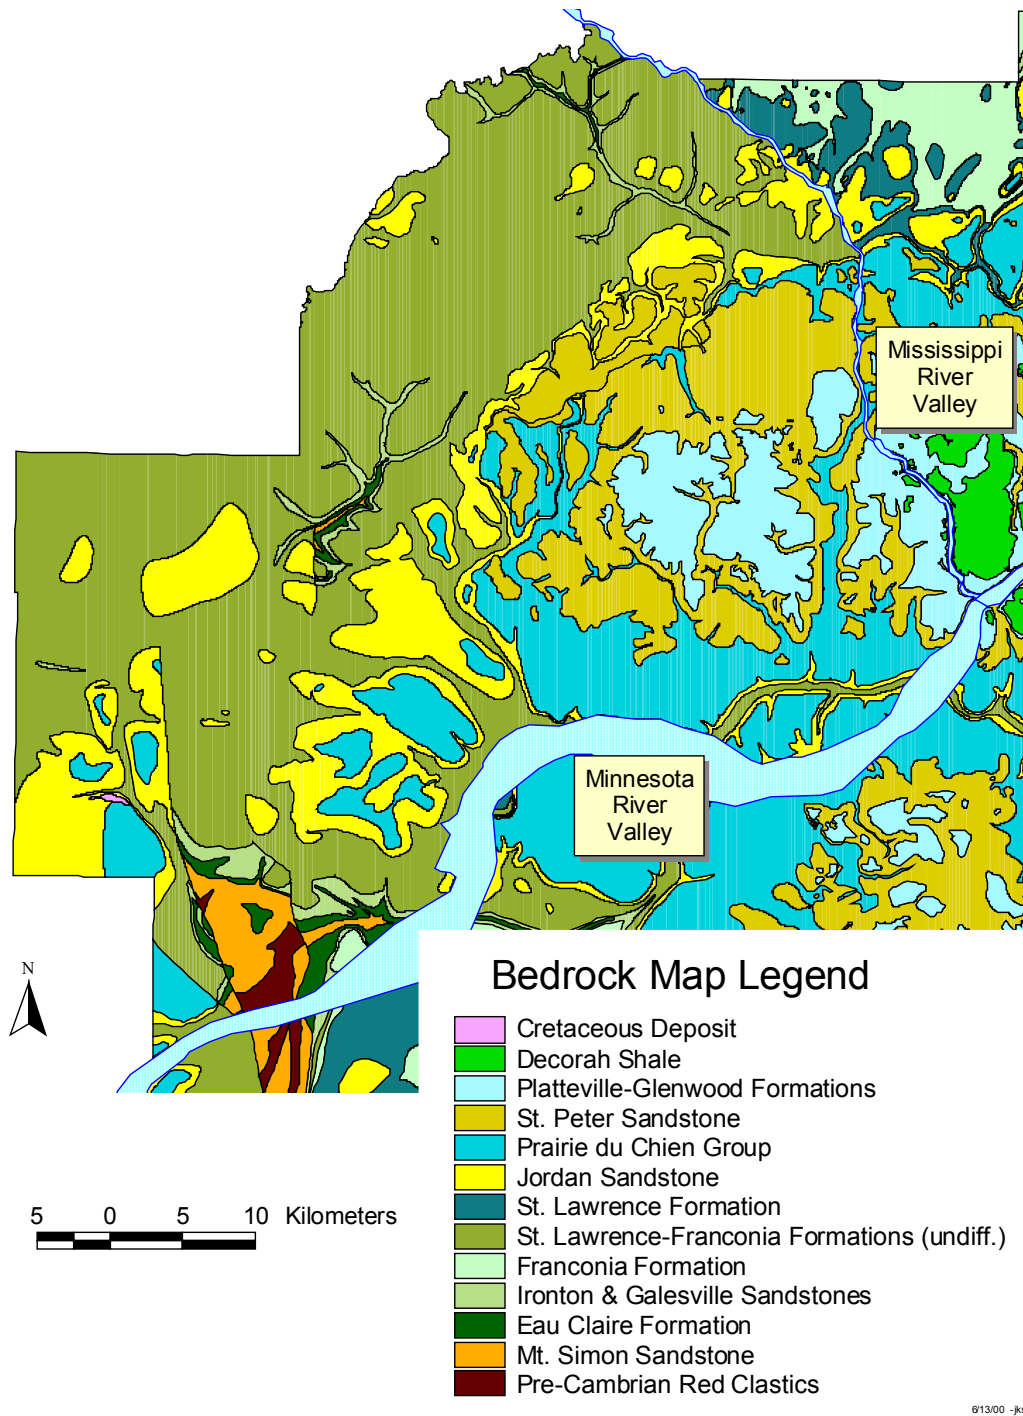 Mississippi
River
Valley
Minnesota
River
Valley
N
Bedrock Map Legend
Cretaceous Deposit
Decorah Shale
Platteville-Glenwood Formations
St. Peter Sandstone
Prairie du Chien Group
Jordan Sandstone
St. Lawrence Formation
St. Lawrence-Franconia Formations (undiff.)
Franconia Formation
Ironton & Galesville Sandstones
Eau Claire Formation
Mt. Simon Sandstone
Pre-Cambrian Red Clastics
5 0 5 10 Kilometers
6/13/00